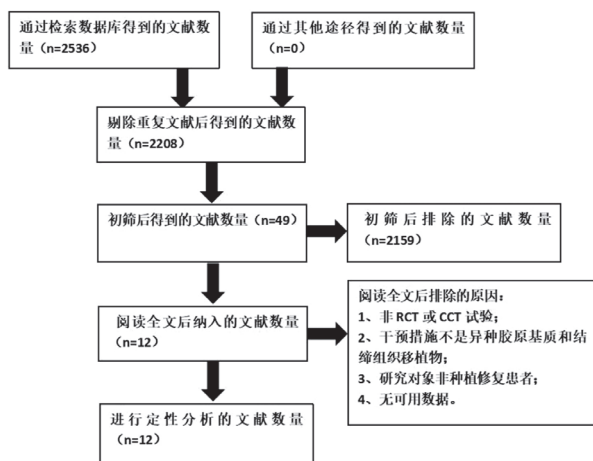 通过检索数据库得到的文献数
量（n=2536）
通过其他途径得到的文献数量
（n=0）
剔除重复文献后得到的文献数
量（n=2208）
初筛后得到的文献数量（n=49）
初筛后排除的文献数量
（n=2159）
阅读全文后纳入的文献数量
（n=12）
阅读全文后排除的原因：
1、非 RCT 或 CCT 试验；
2、干预措施不是异种胶原基质和结
缔组织移植物；
3、研究对象非种植修复患者；
4、无可用数据。
进行定性分析的文献数量
（n=12）